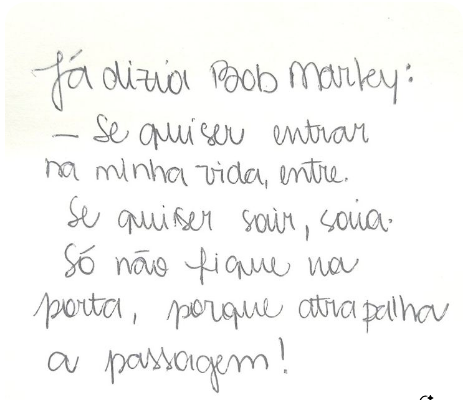 Já dizia Bob Marley:
– Se quiser entrar
na minha vida, entre.
Se quiser sair, saia.
Só não fique na
porta, porque atrapalha
a passagem!